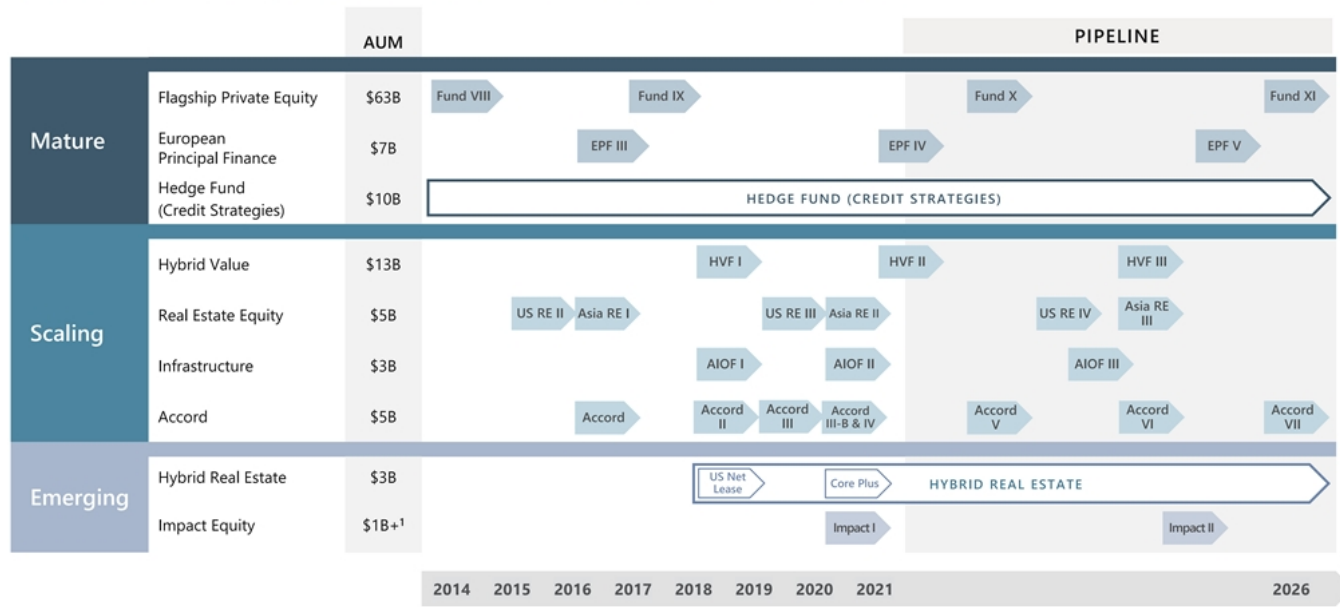 AUM
PIPELINE
Mature
Flagship Private Equity
$63B
Fund VIII
Fund IX
Fund X
Fund XI
European
Principal Finance
$7B
EPF III
EPF IV
EPF V
Hedge Fund
(Credit Strategies)
$10B
HEDGE FUND (CREDIT STRATEGIES)
Scaling
Hybrid Value
$13B
HVF I
HVF II
HVF III
Real Estate Equity
$5B
US RE II
Asia RE I
US RE III
Asia RE II
US RE IV
Asia RE
III
Infrastructure
$3B
AIOF I
AIOF II
AIOF III
Accord
$5B
Accord
Accord
II
Accord
III
Accord
III-B & IV
Accord
V
Accord
VI
Accord
VII
Emerging
Hybrid Real Estate
$3B
US Net
Lease
Core Plus
HYBRID REAL ESTATE
Impact Equity
$1B+¹
Impact I
Impact II
2014 2015 2016 2017 2018 2019 2020 2021 2026